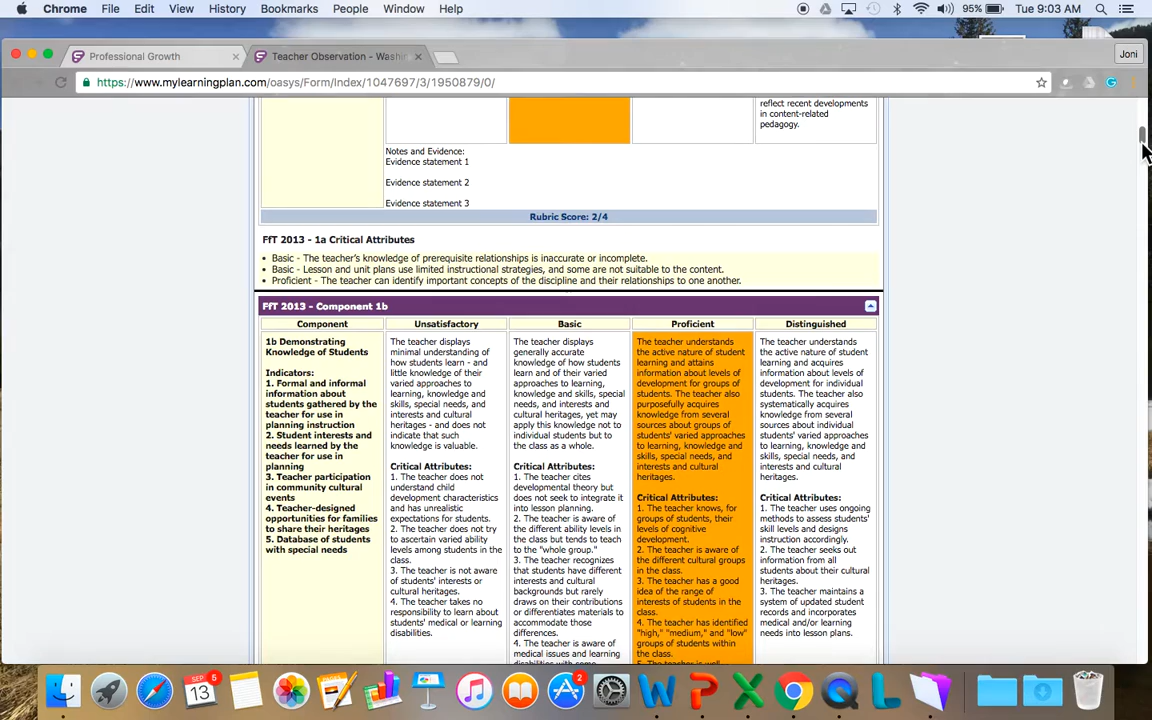 Chrome File Edit View History Bookmarks People Window Help 95% Tue 9:03 AM
Professional Growth
Teacher Observation - Washin
Joni
https://www.mylearningplan.com/oasys/Form/Index/1047697/3/1950879/0/
reflect recent developments
in content-related
pedagogy.
Notes and Evidence:
Evidence statement 1
Evidence statement 2
Evidence statement 3
Rubric Score: 2/4
FfT 2013 - 1a Critical Attributes
• Basic - The teacher's knowledge of prerequisite relationships is inaccurate or incomplete.
• Basic - Lesson and unit plans use limited instructional strategies, and some are not suitable to the content.
• Proficient - The teacher can identify important concepts of the discipline and their relationships to one another.
FfT 2013 - Component 1b
Component
Unsatisfactory
Basic
Proficient
Distinguished
1b Demonstrating
Knowledge of Students
Indicators:
1. Formal and informal
information about
students gathered by the
teacher for use in
planning instruction
2. Student interests and
needs learned by the
teacher for use in
planning
3. Teacher participation
in community cultural
events
4. Teacher-designed
opportunities for families
to share their heritages
5. Database of students
with special needs
The teacher displays
minimal understanding of
how students learn - and
little knowledge of their
varied approaches to
learning, knowledge and
skills, special needs, and
interests and cultural
heritages - and does not
indicate that such
knowledge is valuable.
Critical Attributes:
1. The teacher does not
understand child
development characteristics
and has unrealistic
expectations for students.
2. The teacher does not try
to ascertain varied ability
levels among students in the
class.
3. The teacher is not aware
of students' interests or
cultural heritages.
4. The teacher takes no
responsibility to learn about
students' medical or learning
disabilities.
The teacher displays
generally accurate
knowledge of how students
learn and of their varied
approaches to learning,
knowledge and skills, special
needs, and interests and
cultural heritages, yet may
apply this knowledge not to
individual students but to
the class as a whole.
Critical Attributes:
1. The teacher cites
developmental theory but
does not seek to integrate it
into lesson planning.
2. The teacher is aware of
the different ability levels in
the class but tends to teach
to the "whole group."
3. The teacher recognizes
that students have different
interests and cultural
backgrounds but rarely
draws on their contributions
or differentiates materials to
accommodate those
differences.
4. The teacher is aware of
medical issues and learning
disabilities with some
The teacher understands
the active nature of student
learning and attains
information about levels of
development for groups of
students. The teacher also
purposefully acquires
knowledge from several
sources about groups of
students' varied approaches
to learning, knowledge and
skills, special needs, and
interests and cultural
heritages.
Critical Attributes:
1. The teacher knows, for
groups of students, their
levels of cognitive
development.
2. The teacher is aware of
the different cultural groups
in the class.
3. The teacher has a good
idea of the range of
interests of students in the
class.
4. The teacher has identified
"high," "medium," and "low"
groups of students within
the class.
5. The teacher is well
The teacher understands
the active nature of student
learning and acquires
information about levels of
development for individual
students. The teacher also
systematically acquires
knowledge from several
sources about individual
students' varied approaches
to learning, knowledge and
skills, special needs, and
interests and cultural
heritages.
Critical Attributes:
1. The teacher uses ongoing
methods to assess students'
skill levels and designs
instruction accordingly.
2. The teacher seeks out
information from all
students about their cultural
heritages.
3. The teacher maintains a
system of updated student
records and incorporates
medical and/or learning
needs into lesson plans.
SEP
13
5
2